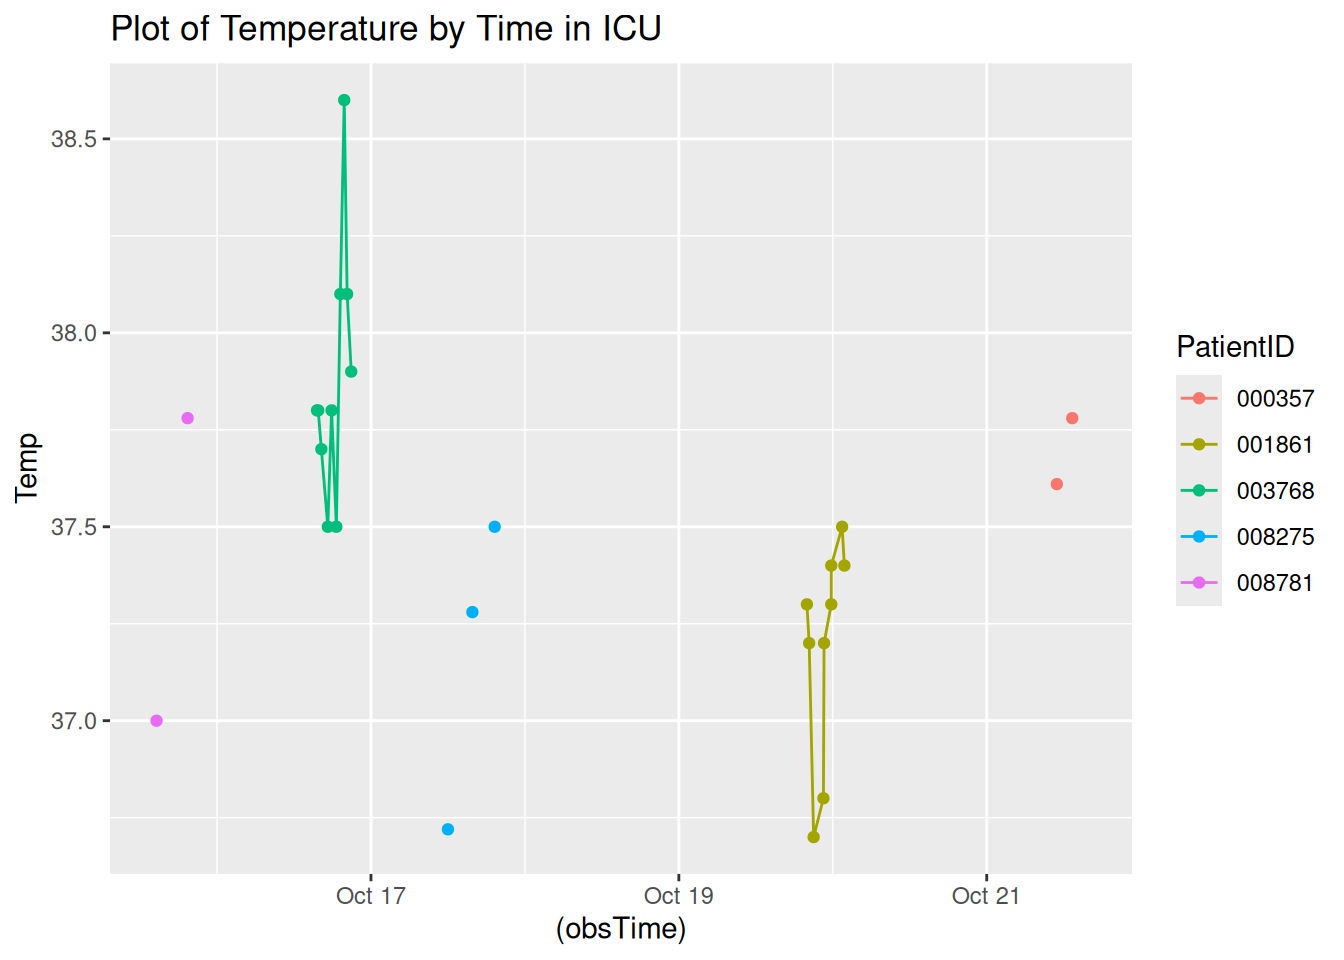 Plot of Temperature by Time in ICU
38.5
38.0
37.5
37.0
Temp
Oct 17
Oct 19
Oct 21
(obsTime)
PatientID
000357
001861
003768
008275
008781